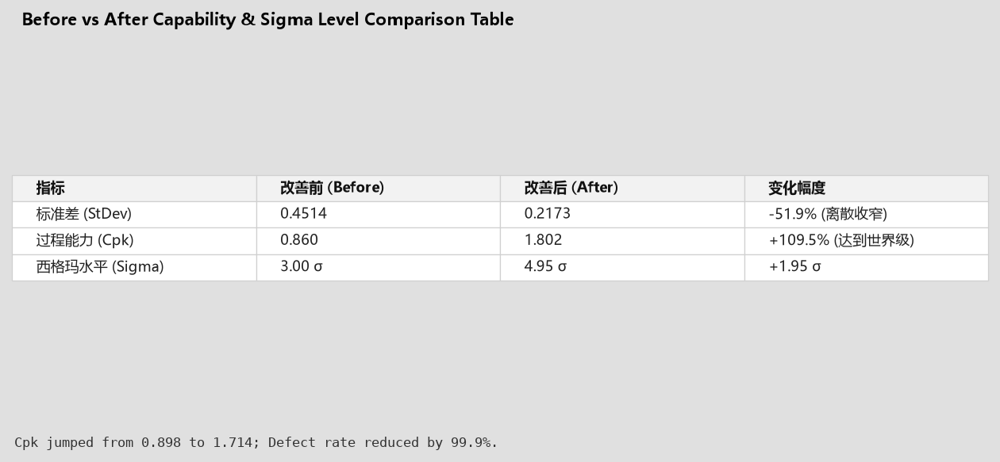 Before vs After Capability & Sigma Level Comparison Table
指标 改善前 (Before) 改善后 (After) 变化幅度
标准差 (StDev) 0.4514 0.2173 -51.9% (离散收窄)
过程能力 (Cpk) 0.860 1.802 +109.5% (达到世界级)
西格玛水平 (Sigma) 3.00 σ 4.95 σ +1.95 σ
Cpk jumped from 0.898 to 1.714; Defect rate reduced by 99.9%.